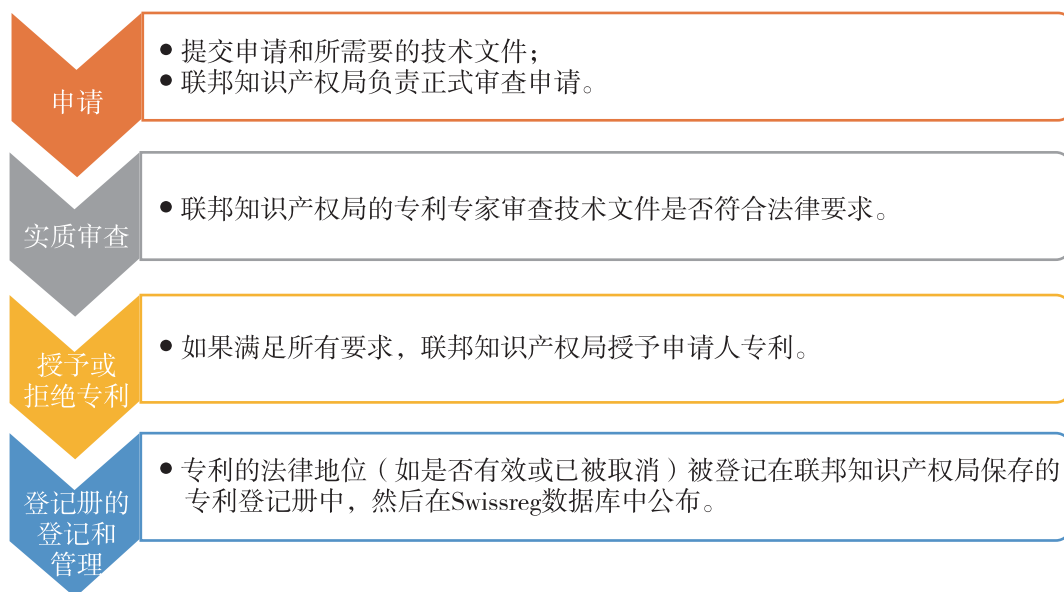 申请
● 提交申请和所需要的技术文件；
● 联邦知识产权局负责正式审查申请。
实质审查
● 联邦知识产权局的专利专家审查技术文件是否符合法律要求。
授予或
拒绝专利
● 如果满足所有要求，联邦知识产权局授予申请人专利。
登记册的
登记和
管理
● 专利的法律地位（如是否有效或已被取消）被登记在联邦知识产权局保存的
专利登记册中，然后在Swissreg数据库中公布。